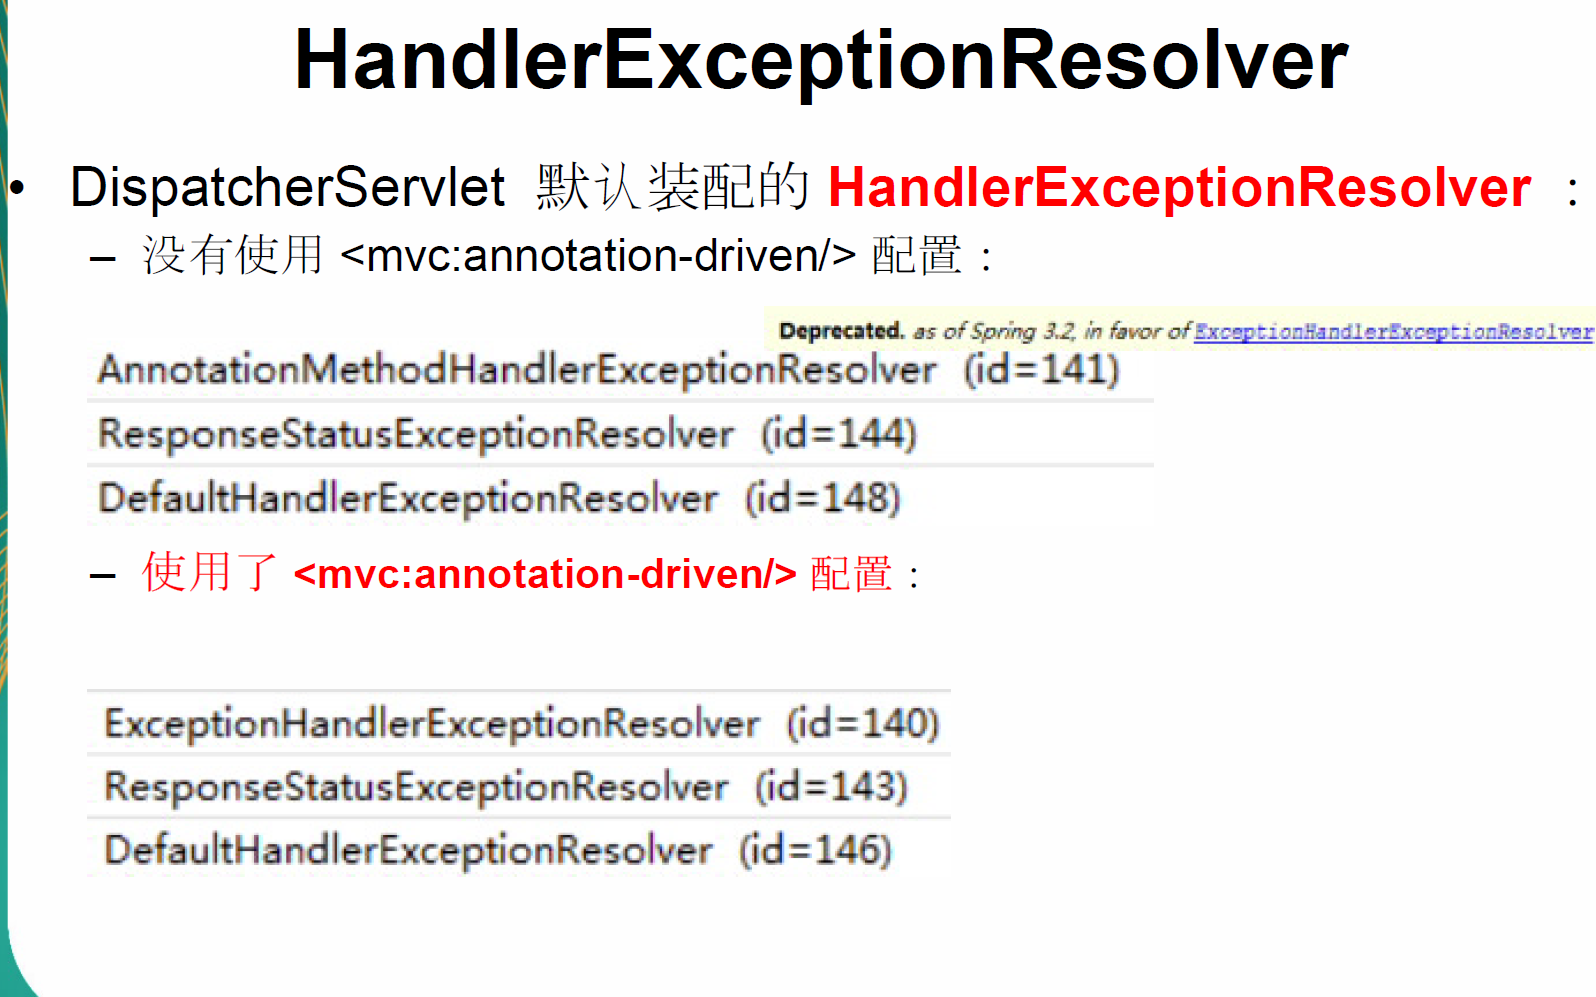 HandlerExceptionResolver
• DispatcherServlet 默认装配的 HandlerExceptionResolver ：
– 没有使用 <mvc:annotation-driven/> 配置：
Deprecated. as of Spring 3.2, in favor of ExceptionHandlerExceptionResolver
AnnotationMethodHandlerExceptionResolver (id=141)
ResponseStatusExceptionResolver (id=144)
DefaultHandlerExceptionResolver (id=148)
– 使用了 <mvc:annotation-driven/> 配置：
ExceptionHandlerExceptionResolver (id=140)
ResponseStatusExceptionResolver (id=143)
DefaultHandlerExceptionResolver (id=146)